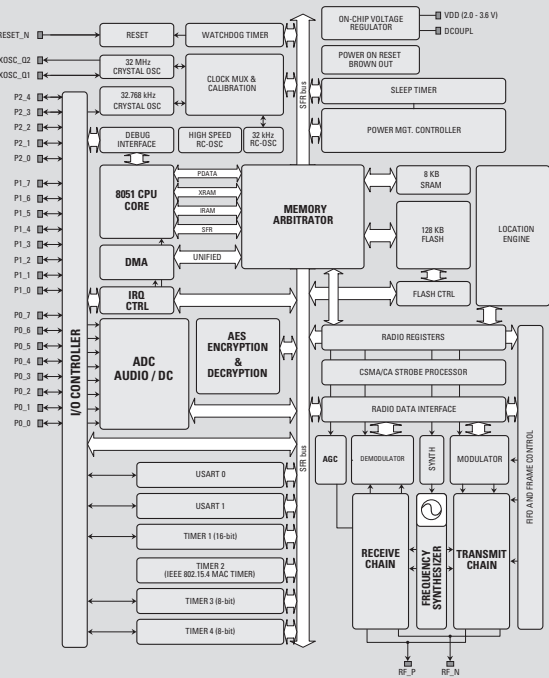 ON-CHIP VOLTAGE
REGULATOR
VDD (2.0 - 3.6 V)
DCOUPL
RESET_N
RESET
WATCHDOG TIMER
POWER ON RESET
BROWN OUT
XOSC_Q2
XOSC_Q1
32 MHz
CRYSTAL OSC
CLOCK MUX &
CALIBRATION
SFR bus
SLEEP TIMER
32.768 kHz
CRYSTAL OSC
POWER MGT. CONTROLLER
P2_4
P2_3
P2_2
P2_1
P2_0
DEBUG
INTERFACE
HIGH SPEED
RC-OSC
32 kHz
RC-OSC
P1_7
P1_6
P1_5
P1_4
P1_3
P1_2
P1_1
P1_0
8051 CPU
CORE
PDATA
XRAM
IRAM
SFR
MEMORY
ARBITRATOR
8 KB
SRAM
128 KB
FLASH
LOCATION
ENGINE
DMA
UNIFIED
IRQ
CTRL
FLASH CTRL
P0_7
P0_6
P0_5
P0_4
P0_3
P0_2
P0_1
P0_0
I/O CONTROLLER
ADC
AUDIO / DC
AES
ENCRYPTION
&
DECRYPTION
RADIO REGISTERS
CSMA/CA STROBE PROCESSOR
RADIO DATA INTERFACE
SFR bus
FIFO AND FRAME CONTROL
AGC
DEMODULATOR
SYNTH
MODULATOR
USART 0
USART 1
TIMER 1 (16-bit)
TIMER 2
(IEEE 802.15.4 MAC TIMER)
TIMER 3 (8-bit)
TIMER 4 (8-bit)
RECEIVE
CHAIN
FREQUENCY
SYNTHESIZER
TRANSMIT
CHAIN
RF_P
RF_N